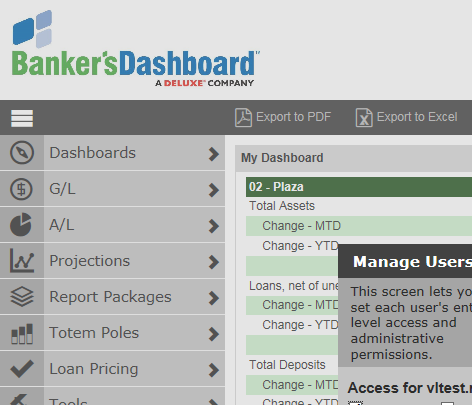 Banker'sDashboard™
A DELUXE® COMPANY
Export to PDF
Export to Excel
Dashboards
G/L
A/L
Projections
Report Packages
Totem Poles
Loan Pricing
Tools
My Dashboard
02 - Plaza
Total Assets
Change - MTD
Change - YTD
Loans, net of une
Change - MTD
Change - YTD
Total Deposits
Change - MTD
Change - YTD
Manage Users
This screen lets yo
set each user's ent
level access and
administrative
permissions.
Access for vltest.